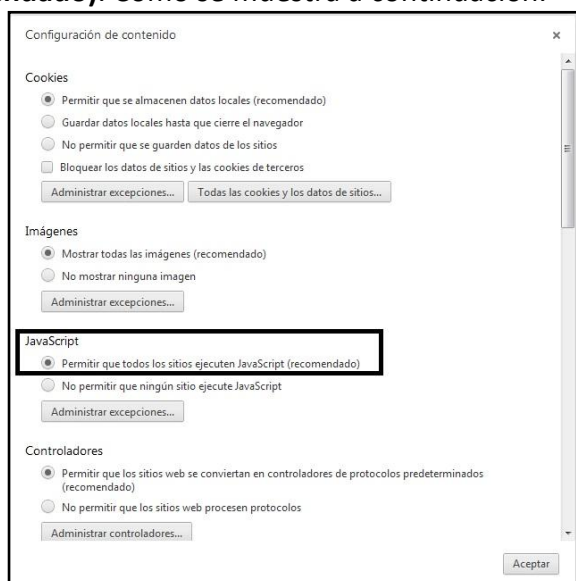 Como se muestra a continuación:
Configuración de contenido
Cookies
Permitir que se almacenen datos locales (recomendado)
Guardar datos locales hasta que cierre el navegador
No permitir que se guarden datos de los sitios
Bloquear los datos de sitios y las cookies de terceros
Administrar excepciones... Todas las cookies y los datos de sitios...
Imágenes
Mostrar todas las imágenes (recomendado)
No mostrar ninguna imagen
Administrar excepciones...
JavaScript
Permitir que todos los sitios ejecuten JavaScript (recomendado)
No permitir que ningún sitio ejecute JavaScript
Administrar excepciones...
Controladores
Permitir que los sitios web se conviertan en controladores de protocolos predeterminados
(recomendado)
No permitir que los sitios web procesen protocolos
Administrar controladores...
Aceptar